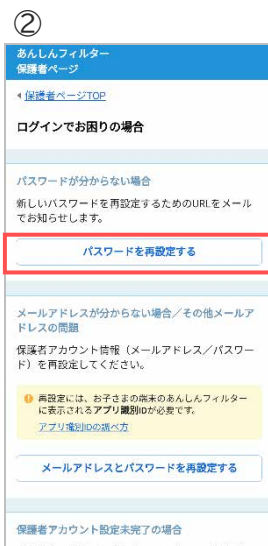 ②
あんしんフィルター
保護者ページ
保護者ページTOP
ログインでお困りの場合
パスワードが分からない場合
新しいパスワードを再設定するためのURLをメール
でお知らせします。
パスワードを再設定する
メールアドレスが分からない場合/その他メールア
ドレスの問題
保護者アカウント情報（メールアドレス/パスワー
ド）を再設定してください。
再設定には、お子さまの端末のあんしんフィルター
に表示されるアプリ識別IDが必要です。
アプリ識別IDの調べ方
メールアドレスとパスワードを再設定する
保護者アカウント設定未完了の場合